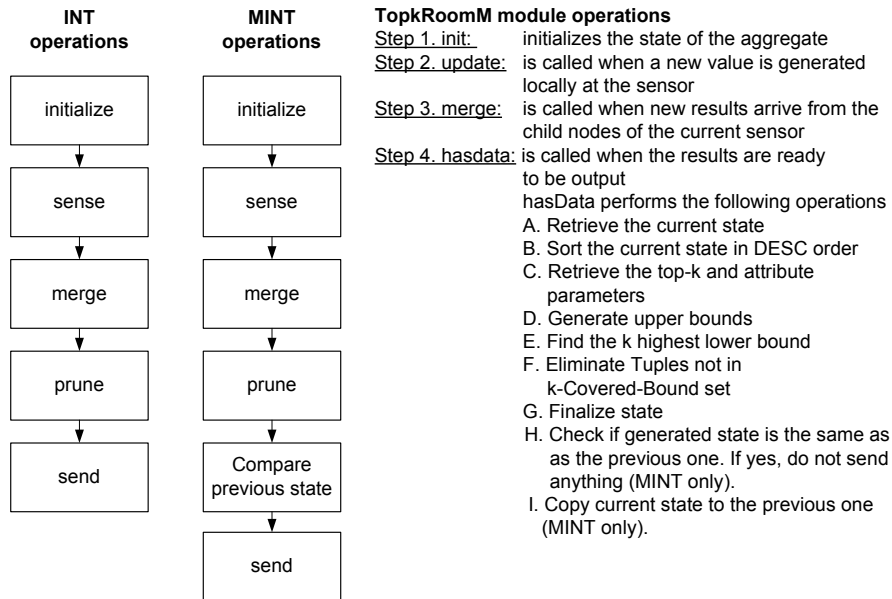 INT
operations
initialize
sense
merge
prune
send
MINT
operations
initialize
sense
merge
prune
Compare
previous state
send
TopkRoomM module operations
Step 1. init: initializes the state of the aggregate
Step 2. update: is called when a new value is generated
locally at the sensor
Step 3. merge: is called when new results arrive from the
child nodes of the current sensor
Step 4. hasdata: is called when the results are ready
to be output
hasData performs the following operations
A. Retrieve the current state
B. Sort the current state in DESC order
C. Retrieve the top-k and attribute
parameters
D. Generate upper bounds
E. Find the k highest lower bound
F. Eliminate Tuples not in
k-Covered-Bound set
G. Finalize state
H. Check if generated state is the same as
as the previous one. If yes, do not send
anything (MINT only).
I. Copy current state to the previous one
(MINT only).